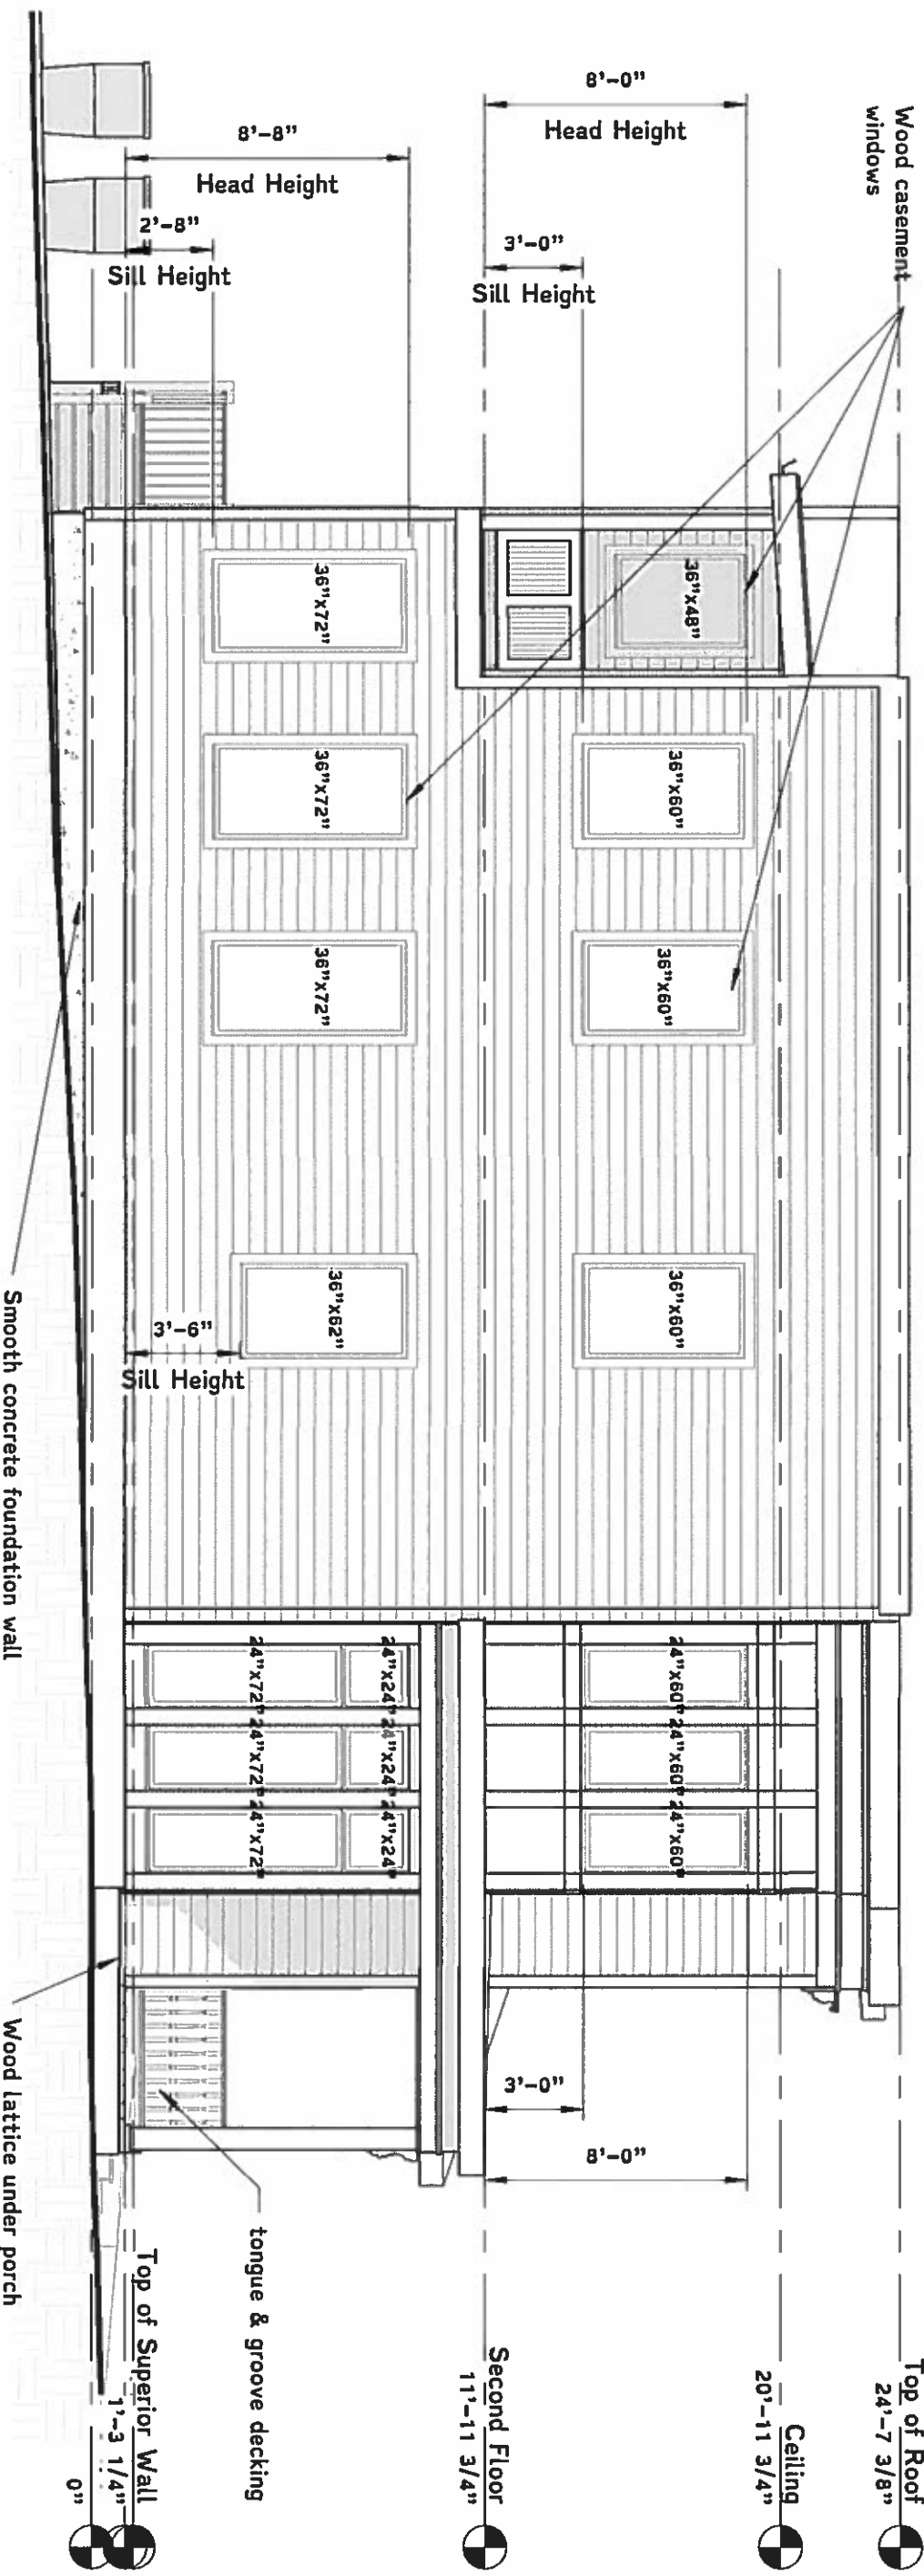 Wood casement
windows
8'-0"
Head Height
8'-8"
Head Height
2'-8"
Sill Height
3'-0"
Sill Height
36"x48"
36"x72"
36"x60"
36"x72"
36"x60"
36"x72"
36"x60"
36"x62"
3'-6"
Sill Height
24"x60" 24"x60" 24"x60"
24"x24" 24"x24" 24"x24"
24"x72" 24"x72" 24"x72"
3'-0"
8'-0"
Smooth concrete foundation wall
Wood lattice under porch
tongue & groove decking
Top of Roof
24'-7 3/8"
Ceiling
20'-11 3/4"
Second Floor
11'-11 3/4"
Top of Superior Wall
1'-3 1/4"
0"